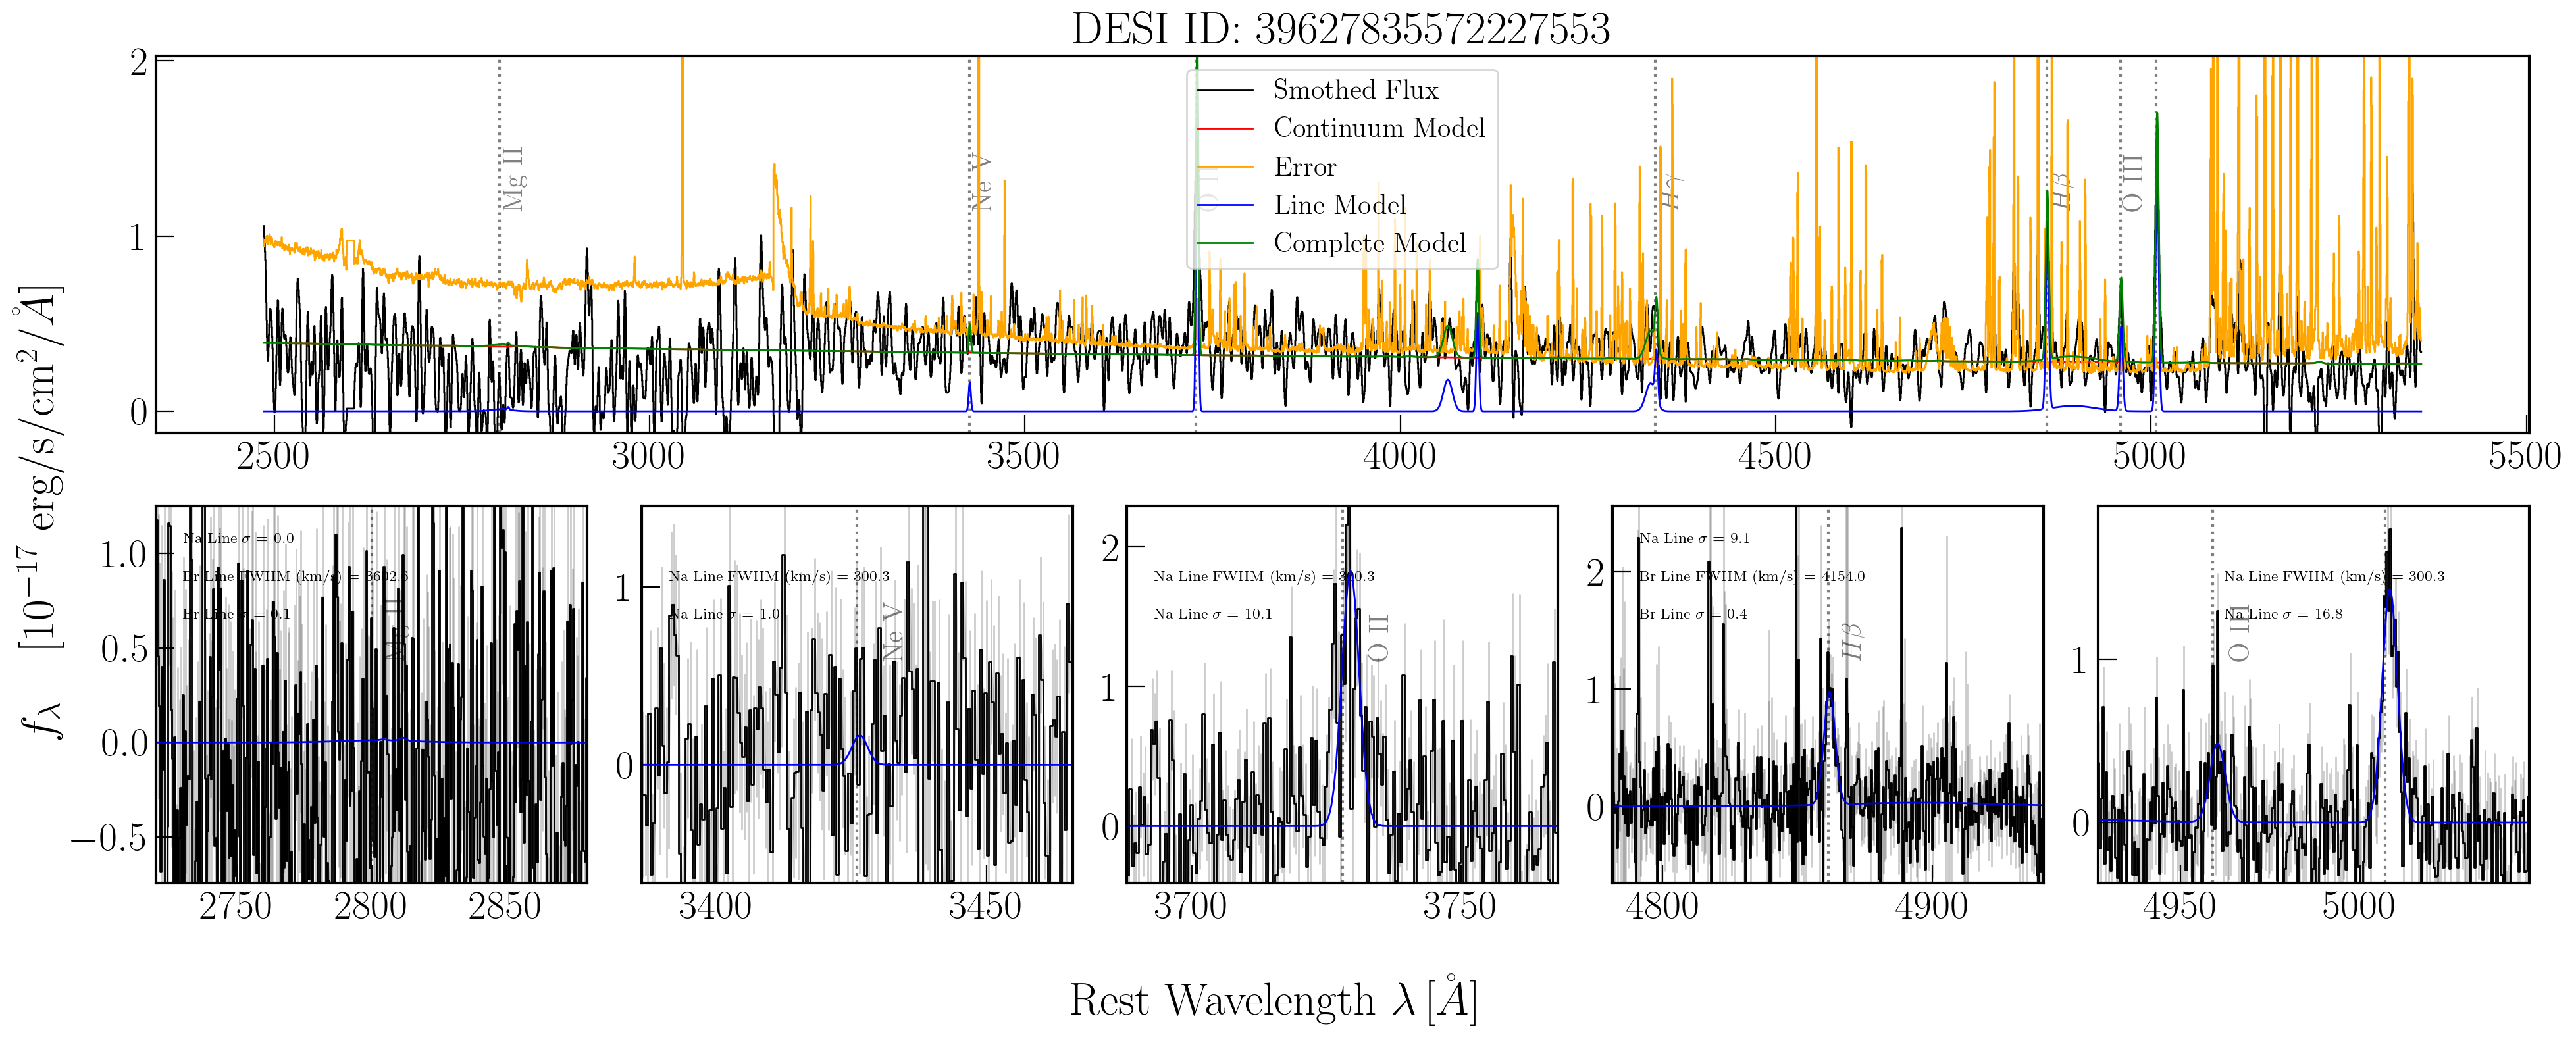 DESI ID: 39627835572227553
2
1
0
Mg II
Ne V
O II
Hγ
Hβ
O III
Smothed Flux
Continuum Model
Error
Line Model
Complete Model
2500 3000 3500 4000 4500 5000 5500
f_λ [10^{-17} erg/s/cm^2/Å]
1.0
0.5
0.0
−0.5
Na Line σ = 0.0
Br Line FWHM (km/s) = 3602.6
Br Line σ = 0.1
Mg II
2750 2800 2850
1
0
Na Line FWHM (km/s) = 300.3
Na Line σ = 1.0
Ne V
3400 3450
2
1
0
Na Line FWHM (km/s) = 300.3
Na Line σ = 10.1
O II
3700 3750
2
1
0
Na Line σ = 9.1
Br Line FWHM (km/s) = 4154.0
Br Line σ = 0.4
Hβ
4800 4900
1
0
Na Line FWHM (km/s) = 300.3
Na Line σ = 16.8
O III
4950 5000
Rest Wavelength λ [Å]